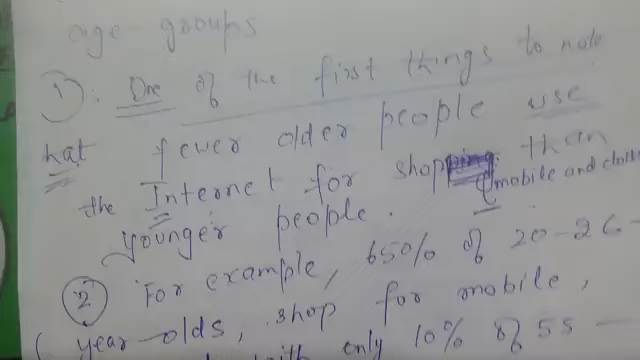 age groups
1): One of the first things to note
hat fewer older people use
the Internet for shopping than
(mobile and
younger people.
2 For example, 65% of 20-26-
year-olds, shop for mobile,
only 10% of 55 -